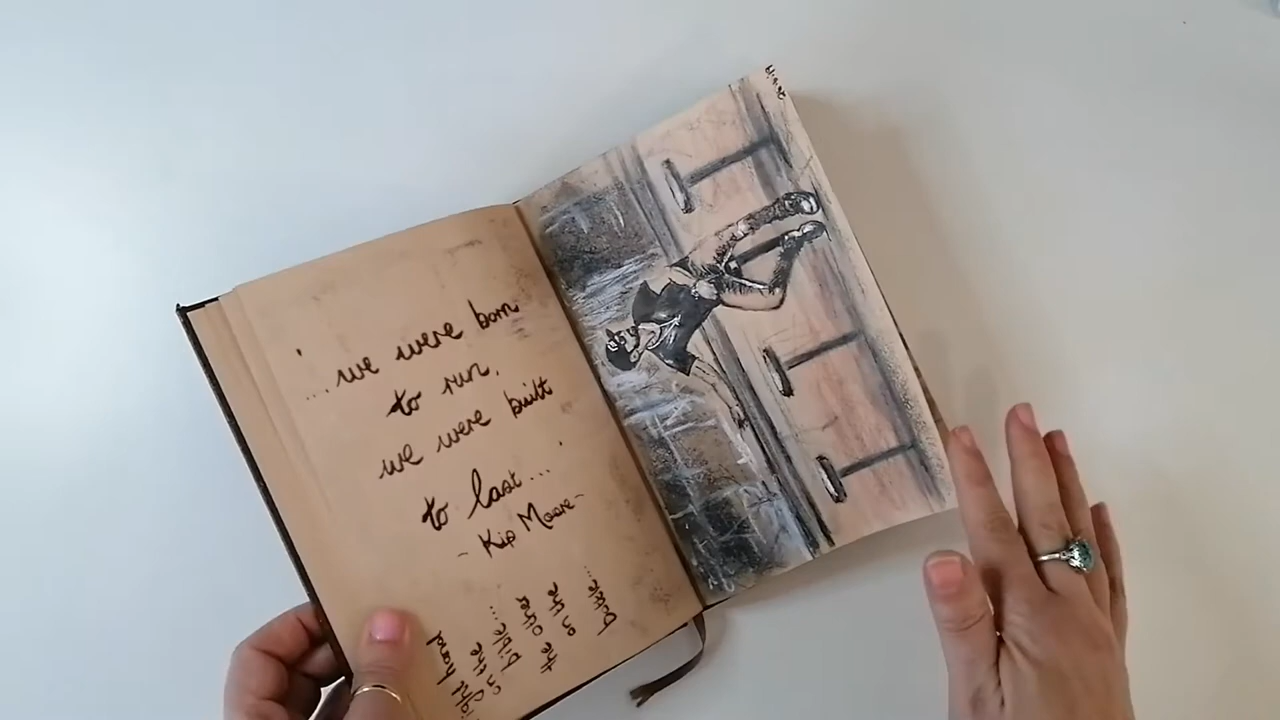 '...we were born
to run,
we were built
to last...'
- Kip Moore -
right hand
on the
Bible...
the other
on the
Bottle...